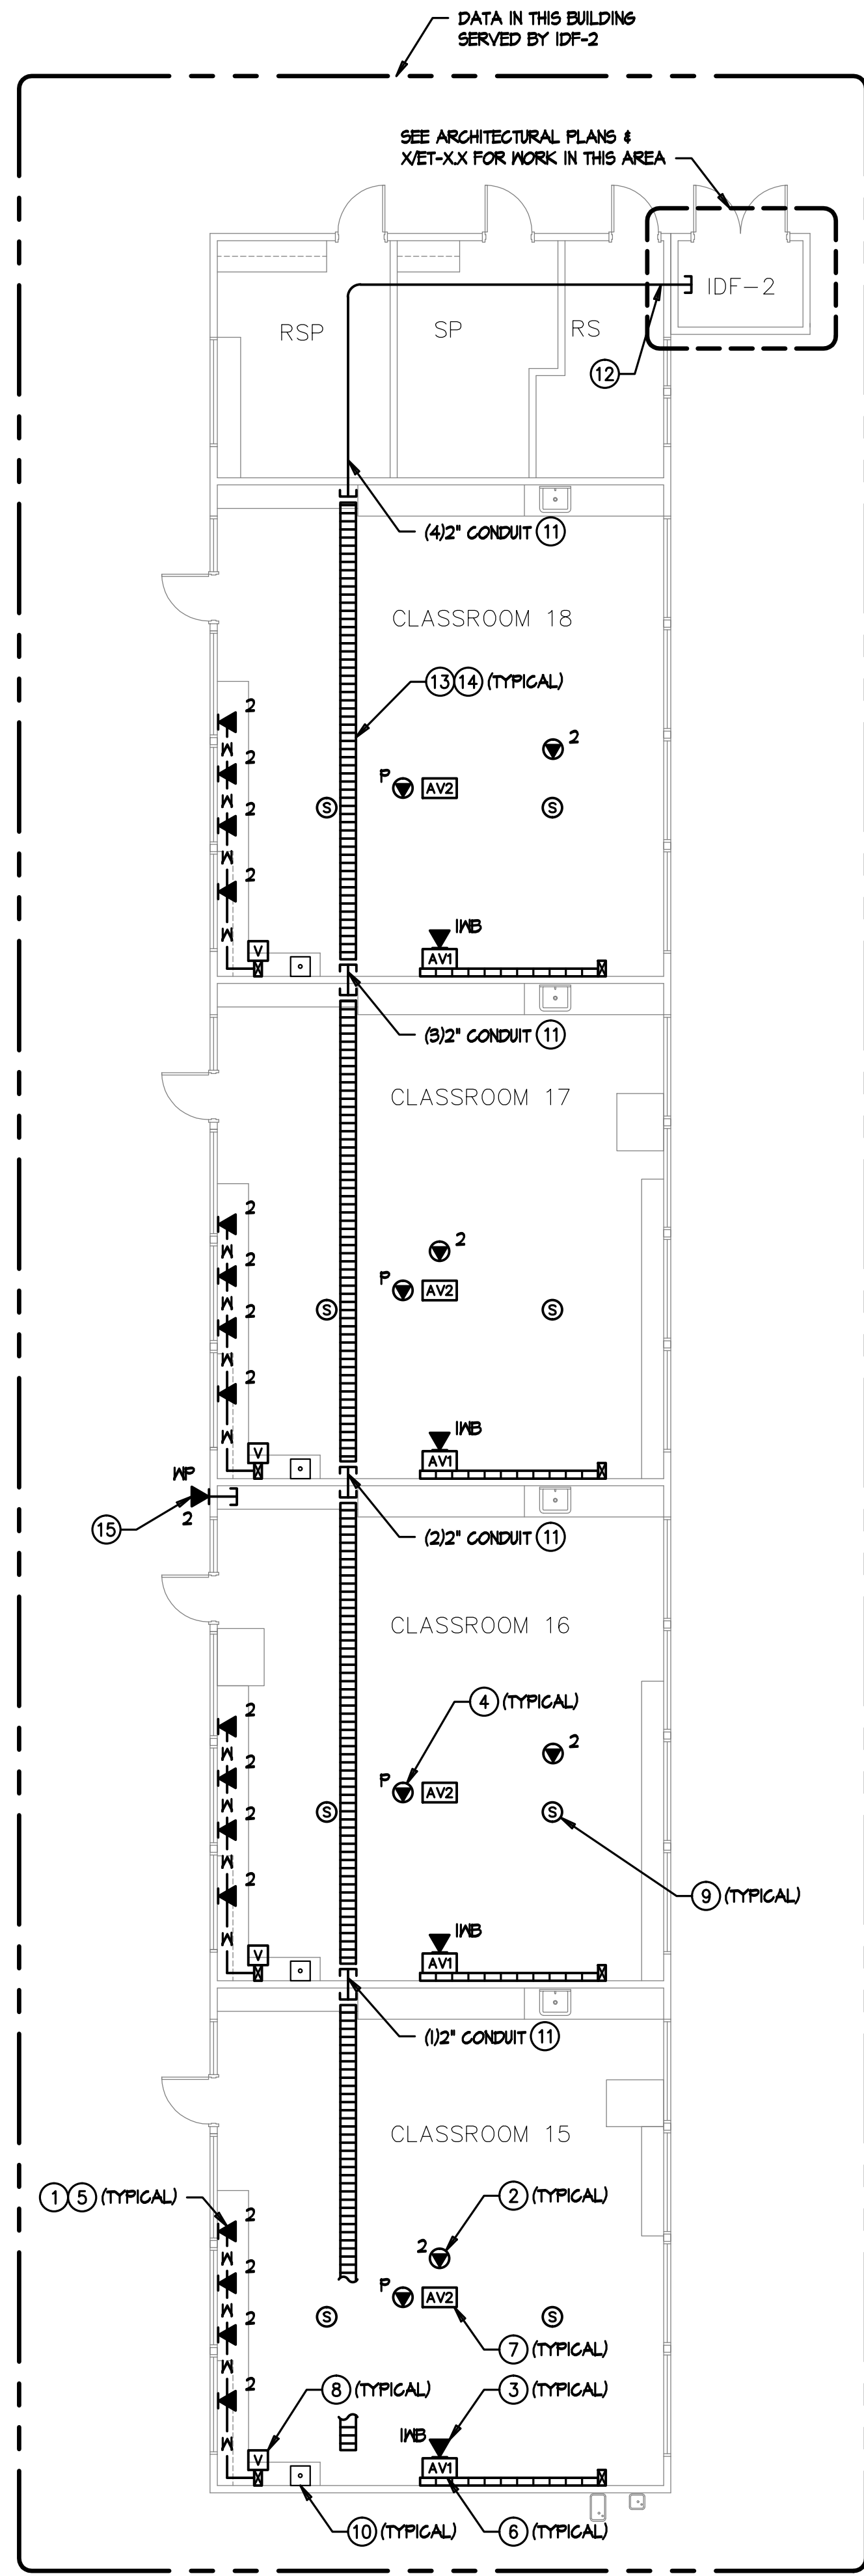 DATA IN THIS BUILDING
SERVED BY IDF-2
SEE ARCHITECTURAL PLANS &
X/ET-X.X FOR WORK IN THIS AREA
IDF-2
RSP
SP
RS
12
(4)2" CONDUIT 11
CLASSROOM 18
13 14 (TYPICAL)
2
W
2
W
2
W
2
W
2
P
AV2
S
S
IWB
V
AV1
(3)2" CONDUIT 11
CLASSROOM 17
2
W
2
W
2
W
2
W
2
P
AV2
S
S
IWB
V
AV1
WP
2
15
(2)2" CONDUIT 11
CLASSROOM 16
4 (TYPICAL)
2
W
2
W
2
W
2
W
2
P
AV2
S
S
9 (TYPICAL)
IWB
V
AV1
(1)2" CONDUIT 11
CLASSROOM 15
1 5 (TYPICAL)
2 (TYPICAL)
2
W
2
W
2
W
2
W
2
P
AV2
S
S
7 (TYPICAL)
8 (TYPICAL)
3 (TYPICAL)
IWB
V
AV1
10 (TYPICAL)
6 (TYPICAL)